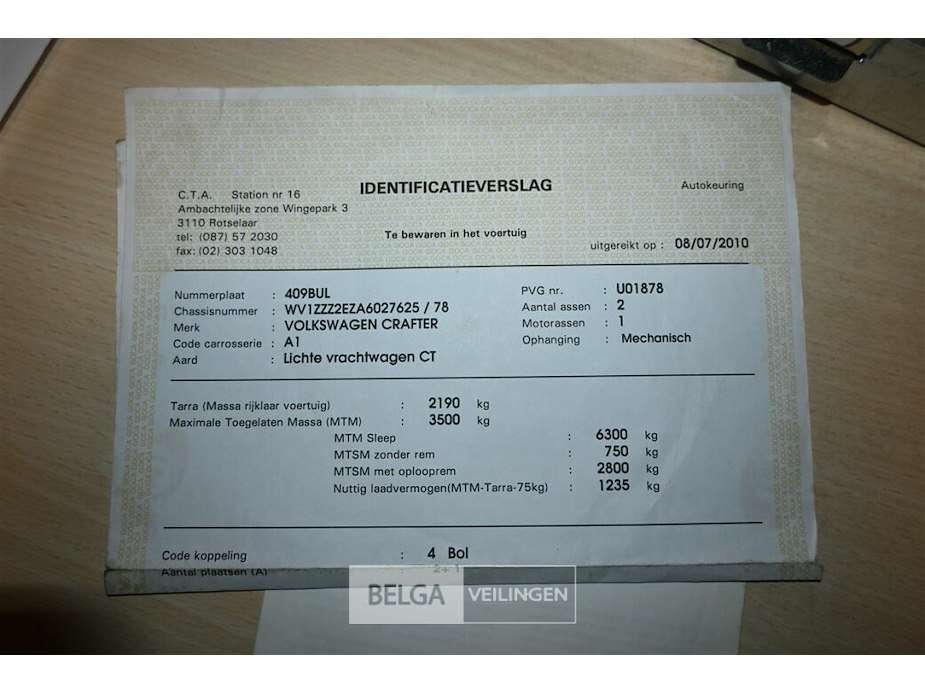 C.T.A. Station nr 16
Ambachtelijke zone Wingepark 3
3110 Rotselaar
tel: (087) 57 2030
fax: (02) 303 1048
IDENTIFICATIEVERSLAG
Te bewaren in het voertuig
Autokeuring
uitgereikt op : 08/07/2010
Nummerplaat : 409BUL
Chassisnummer : WV1ZZZ2EZA6027625 / 78
Merk : VOLKSWAGEN CRAFTER
Code carrosserie : A1
Aard : Lichte vrachtwagen CT
PVG nr. : U01878
Aantal assen : 2
Motorassen : 1
Ophanging : Mechanisch
Tarra (Massa rijklaar voertuig) : 2190 kg
Maximale Toegelaten Massa (MTM) : 3500 kg
MTM Sleep : 6300 kg
MTSM zonder rem : 750 kg
MTSM met oplooprem : 2800 kg
Nuttig laadvermogen(MTM-Tarra-75kg) : 1235 kg
Code koppeling : 4 Bol
Aantal plaatsen (A) : 2+1
BELGA VEILINGEN